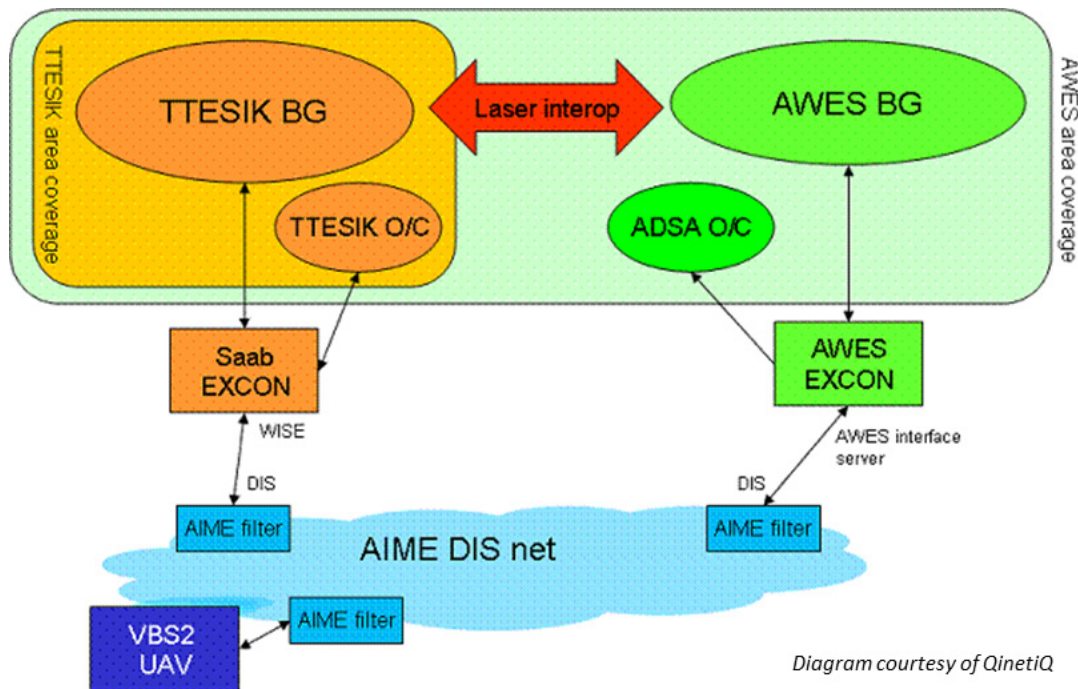 TTESIK area coverage
TTESIK BG
Laser interop
AWES BG
AWES area coverage
TTESIK O/C
ADSA O/C
Saab
EXCON
AWES
EXCON
WISE
AWES interface
server
DIS
DIS
AIME filter
AIME filter
AIME DIS net
AIME filter
VBS2
UAV
Diagram courtesy of QinetiQ